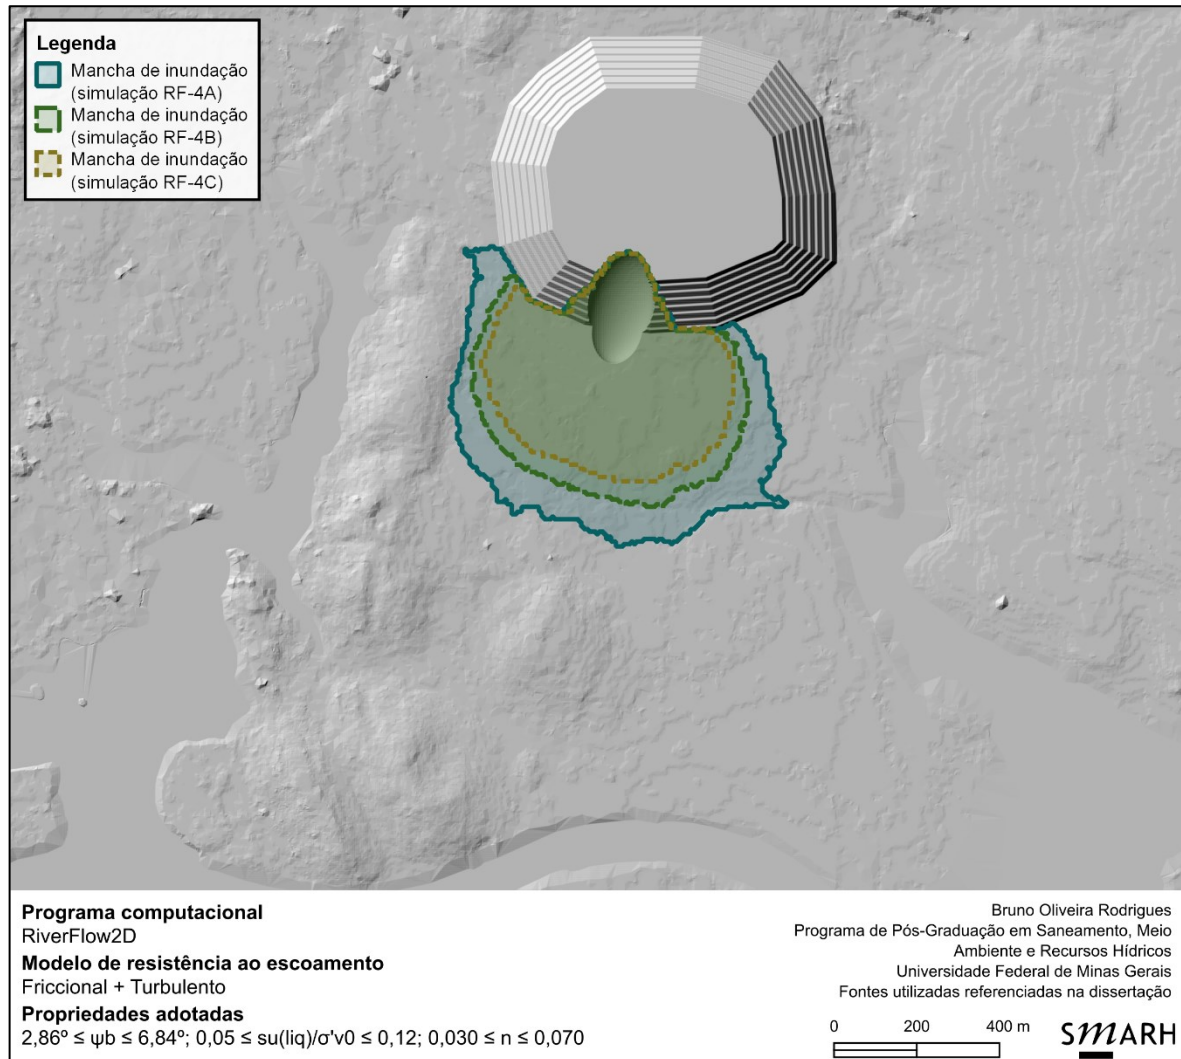 Legenda
Mancha de inundação
(simulação RF-4A)
Mancha de inundação
(simulação RF-4B)
Mancha de inundação
(simulação RF-4C)
Programa computacional
RiverFlow2D
Modelo de resistência ao escoamento
Friccional + Turbulento
Propriedades adotadas
2,86º ≤ ψb ≤ 6,84º; 0,05 ≤ su(liq)/σ'v0 ≤ 0,12; 0,030 ≤ n ≤ 0,070
Bruno Oliveira Rodrigues
Programa de Pós-Graduação em Saneamento, Meio
Ambiente e Recursos Hídricos
Universidade Federal de Minas Gerais
Fontes utilizadas referenciadas na dissertação
0 200 400 m
SMARH